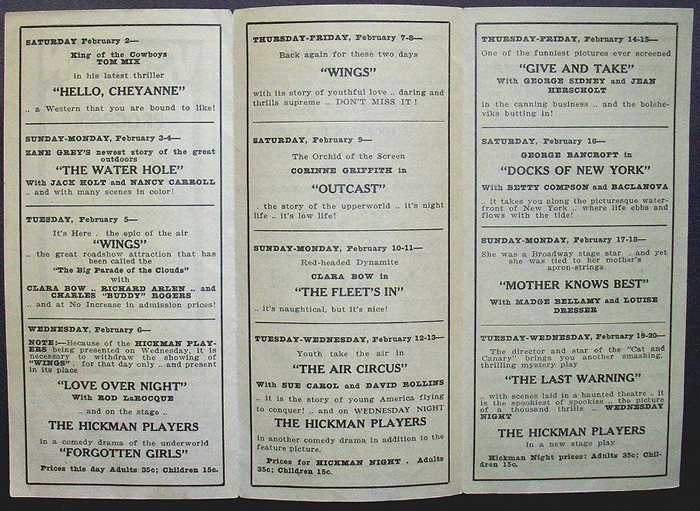 SATURDAY February 2—
King of the Cowboys
TOM MIX
in his latest thriller
"HELLO, CHEYANNE"
.. a Western that you are bound to like!
SUNDAY-MONDAY, February 3-4—
ZANE GREY'S newest story of the great
outdoors
"THE WATER HOLE"
With JACK HOLT and NANCY CARROLL
.. and with many scenes in color!
TUESDAY, February 5—
It's Here . the epic of the air
"WINGS"
.. the great roadshow attraction that has
been called the
"The Big Parade of the Clouds"
with
CLARA BOW .. RICHARD ARLEN .. and
CHARLES "BUDDY" ROGERS
.. and at No Increase in admission prices!
WEDNESDAY, February 6—
NOTE:—Because of the HICKMAN PLAY-
ERS being presented on Wednesday, it is
necessary to withdraw the showing of
"WINGS" . for that day only .. and present
in its place
"LOVE OVER NIGHT"
With ROD LaROCQUE
.. and on the stage ..
THE HICKMAN PLAYERS
in a comedy drama of the underworld
"FORGOTTEN GIRLS"
Prices this day Adults 35c; Children 15c.
THURSDAY-FRIDAY, February 7-8—
Back again for these two days
"WINGS"
with its story of youthful love .. daring and
thrills supreme .. DON'T MISS IT !
SATURDAY, February 9—
The Orchid of the Screen
CORINNE GRIFFITH in
"OUTCAST"
. the story of the upperworld .. it's night
life .. it's low life!
SUNDAY-MONDAY, February 10-11—
Red-headed Dynamite
CLARA BOW in
"THE FLEET'S IN"
.. it's naughtical, but it's nice!
TUESDAY-WEDNESDAY, February 12-13—
Youth take the air in
"THE AIR CIRCUS"
With SUE CAROL and DAVID ROLLINS
.. it is the story of young America flying
to conquer! .. and on WEDNESDAY NIGHT
THE HICKMAN PLAYERS
in another comedy drama in addition to the
feature picture.
Prices for HICKMAN NIGHT . Adults
35c; Children 15c.
THURSDAY-FRIDAY, February 14-15—
One of the funniest pictures ever screened
"GIVE AND TAKE"
With GEORGE SIDNEY and JEAN
HERSCHOLT
in the canning business .. and the bolshe-
viks butting in!
SATURDAY, February 16—
GEORGE BANCROFT in
"DOCKS OF NEW YORK"
With BETTY COMPSON and BACLANOVA
.. it takes you along the picturesque water-
front of New York .. where life ebbs and
flows with the tide!
SUNDAY-MONDAY, February 17-18—
She was a Broadway stage star .. and yet
she was tied to her mother's
apron-strings
"MOTHER KNOWS BEST"
With MADGE BELLAMY and LOUISE
DRESSER
TUESDAY-WEDNESDAY, February 19-20—
The director and star of the "Cat and
Canary" brings you another smashing,
thrilling mystery play
"THE LAST WARNING"
.. with scenes laid in a haunted theatre .. it
is the spookiest of spookies .. the picture
of a thousand thrills WEDNESDAY
NIGHT
THE HICKMAN PLAYERS
in a new stage play
Hickman Night prices: Adults 35c; Chil-
dren 15c.